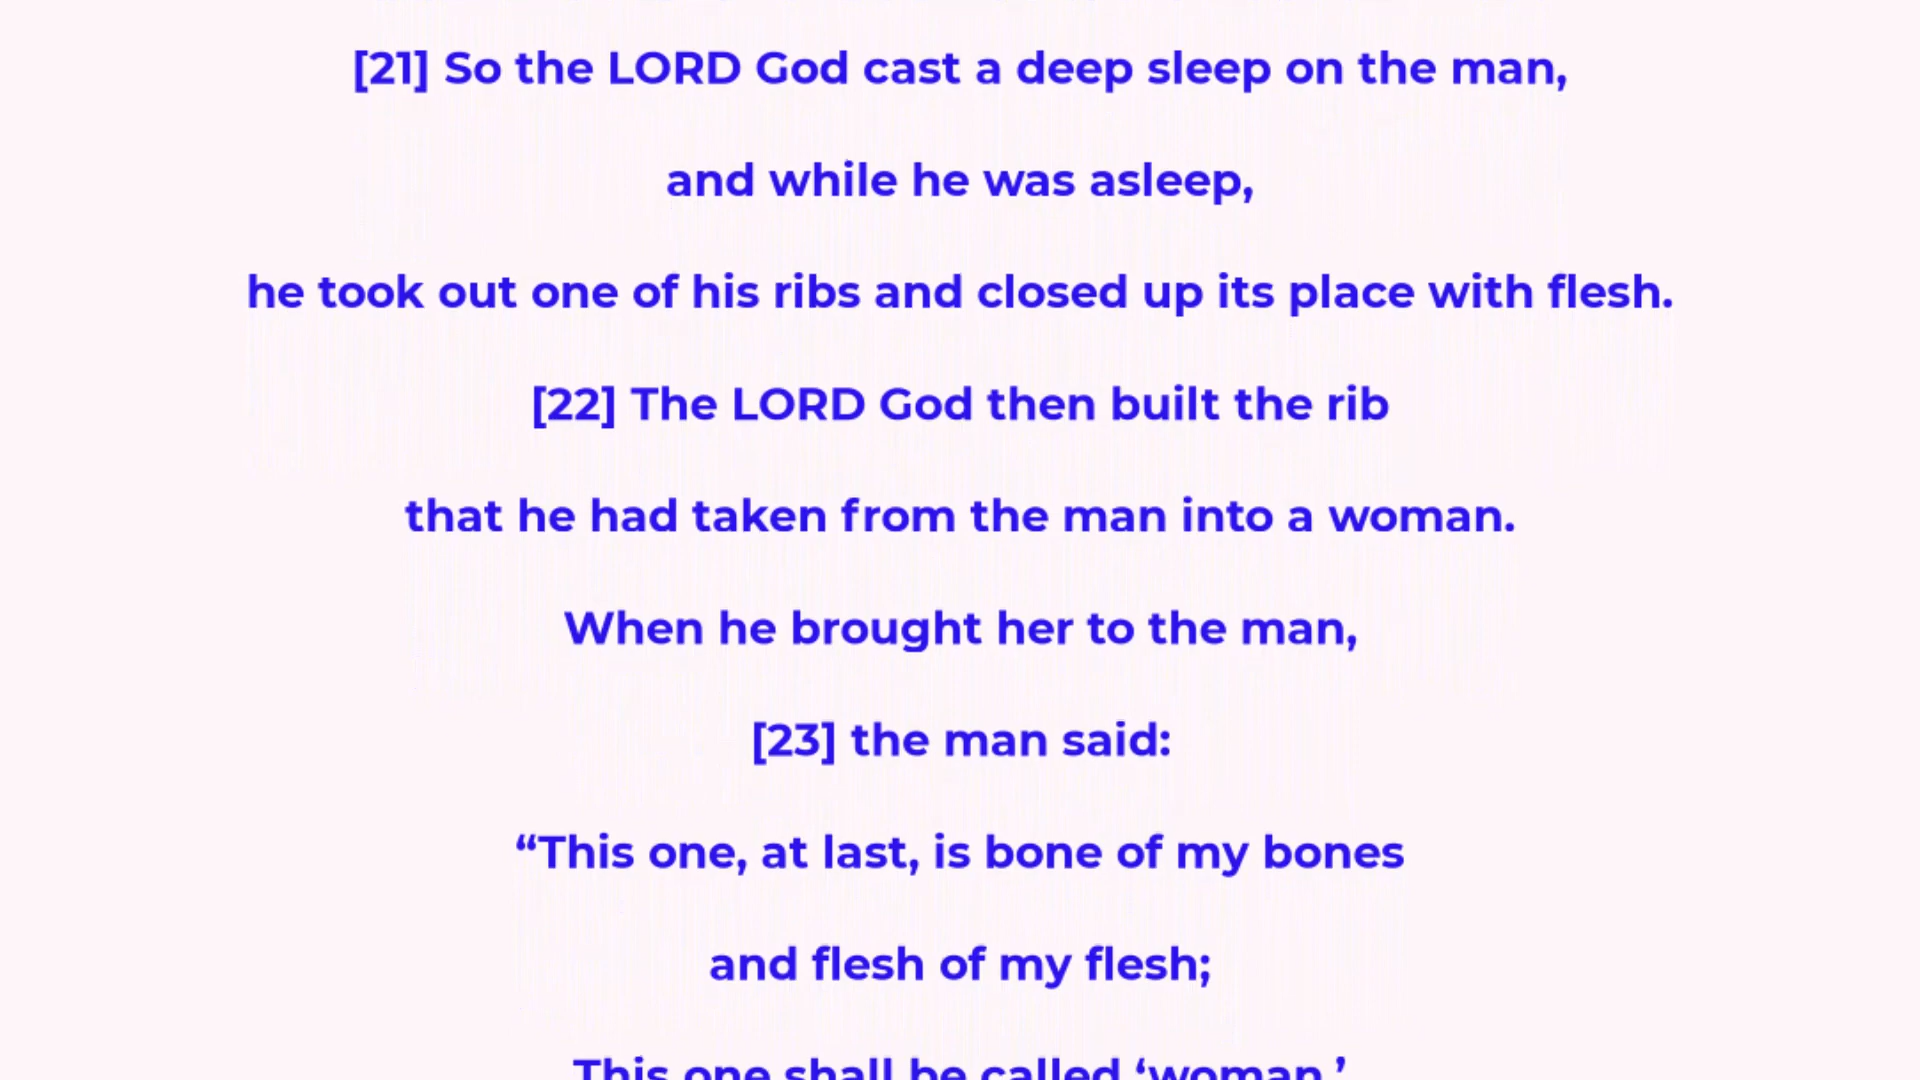 [21] So the LORD God cast a deep sleep on the man,
and while he was asleep,
he took out one of his ribs and closed up its place with flesh.
[22] The LORD God then built the rib
that he had taken from the man into a woman.
When he brought her to the man,
[23] the man said:
“This one, at last, is bone of my bones
and flesh of my flesh;
This one shall be called ‘woman,’